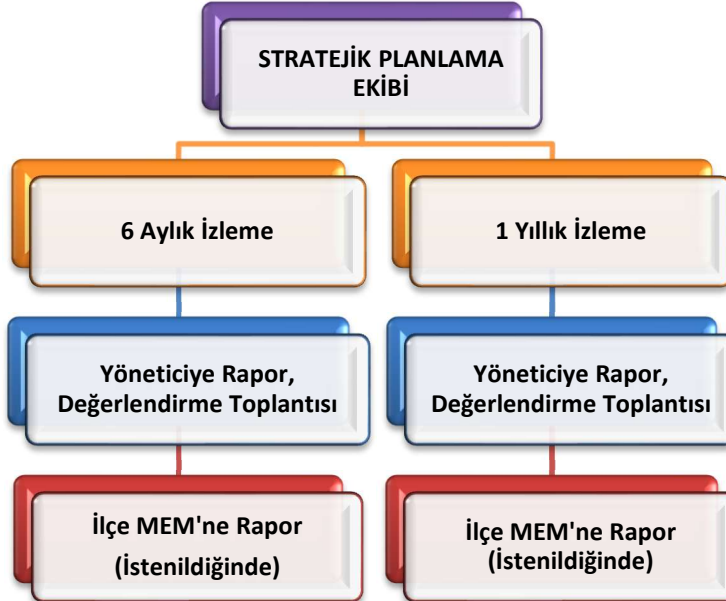 STRATEJİK PLANLAMA
EKİBİ
6 Aylık İzleme
1 Yıllık İzleme
Yöneticiye Rapor,
Değerlendirme Toplantısı
Yöneticiye Rapor,
Değerlendirme Toplantısı
İlçe MEM'ne Rapor
(İstenildiğinde)
İlçe MEM'ne Rapor
(İstenildiğinde)